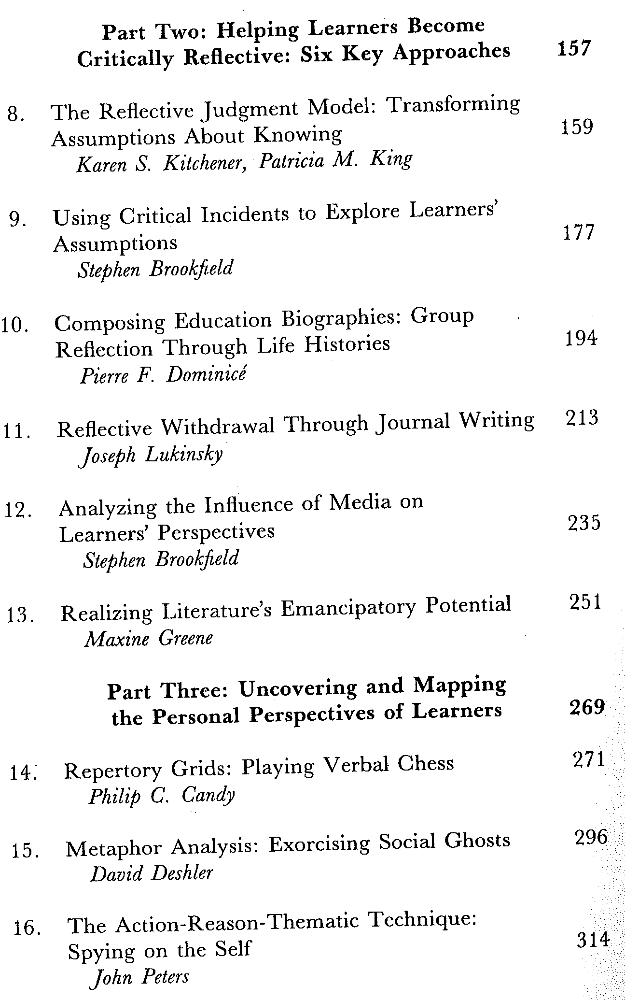 Part Two: Helping Learners Become
Critically Reflective: Six Key Approaches 157
8. The Reflective Judgment Model: Transforming
Assumptions About Knowing 159
Karen S. Kitchener, Patricia M. King
9. Using Critical Incidents to Explore Learners’
Assumptions 177
Stephen Brookfield
10. Composing Education Biographies: Group
Reflection Through Life Histories 194
Pierre F. Dominicé
11. Reflective Withdrawal Through Journal Writing 213
Joseph Lukinsky
12. Analyzing the Influence of Media on
Learners’ Perspectives 235
Stephen Brookfield
13. Realizing Literature’s Emancipatory Potential 251
Maxine Greene
Part Three: Uncovering and Mapping
the Personal Perspectives of Learners 269
14. Repertory Grids: Playing Verbal Chess 271
Philip C. Candy
15. Metaphor Analysis: Exorcising Social Ghosts 296
David Deshler
16. The Action-Reason-Thematic Technique:
Spying on the Self 314
John Peters